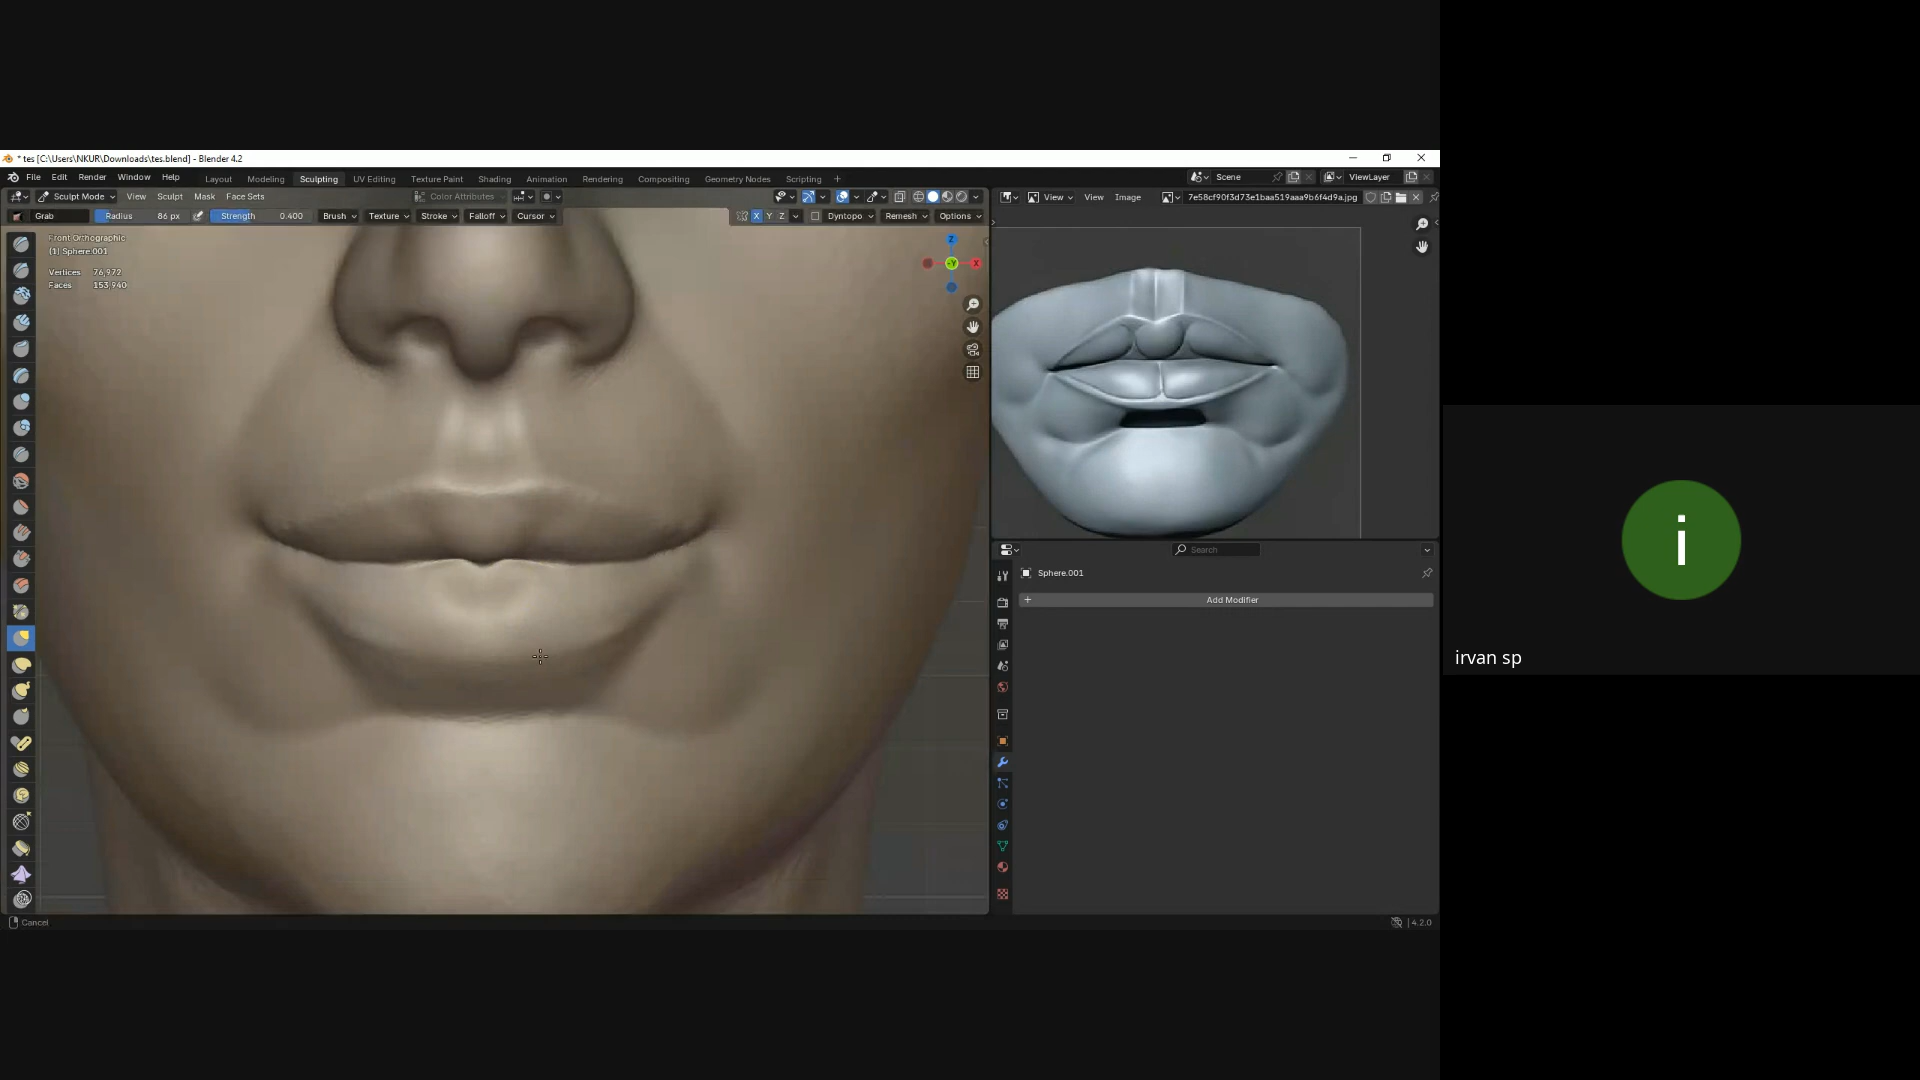 * tes [C:\Users\NKUR\Downloads\tes.blend] - Blender 4.2
File Edit Render Window Help Layout Modeling Sculpting UV Editing Texture Paint Shading Animation Rendering Compositing Geometry Nodes Scripting + Scene ViewLayer
Sculpt Mode View Sculpt Mask Face Sets Color Attributes View View Image 7e58cf90f3d73e1baa519aaa9b6f4d9a.jpg
Grab Radius 86 px Strength 0.400 Brush Texture Stroke Falloff Cursor X Y Z Dyntopo Remesh Options
Front Orthographic
(1) Sphere.001
Vertices 76,972
Faces 153,940
Z
-Y X
Search
Sphere.001
+ Add Modifier
i
irvan sp
Cancel 4.2.0